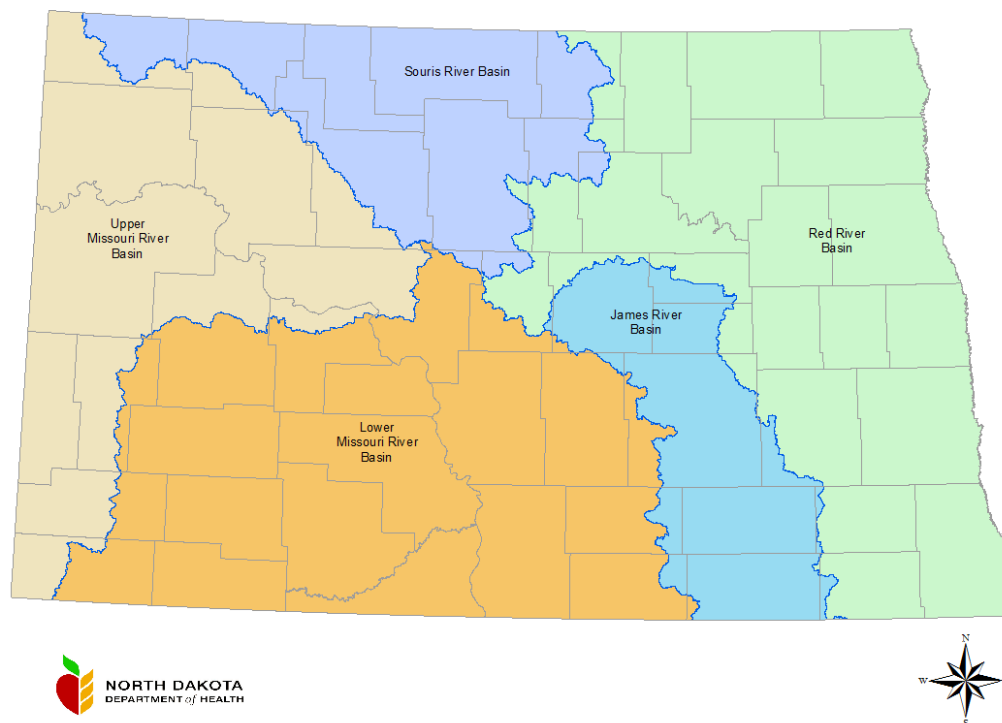 Souris River Basin
Upper
Missouri River
Basin
Red River
Basin
James River
Basin
Lower
Missouri River
Basin
NORTH DAKOTA
DEPARTMENT of HEALTH
N
W
S